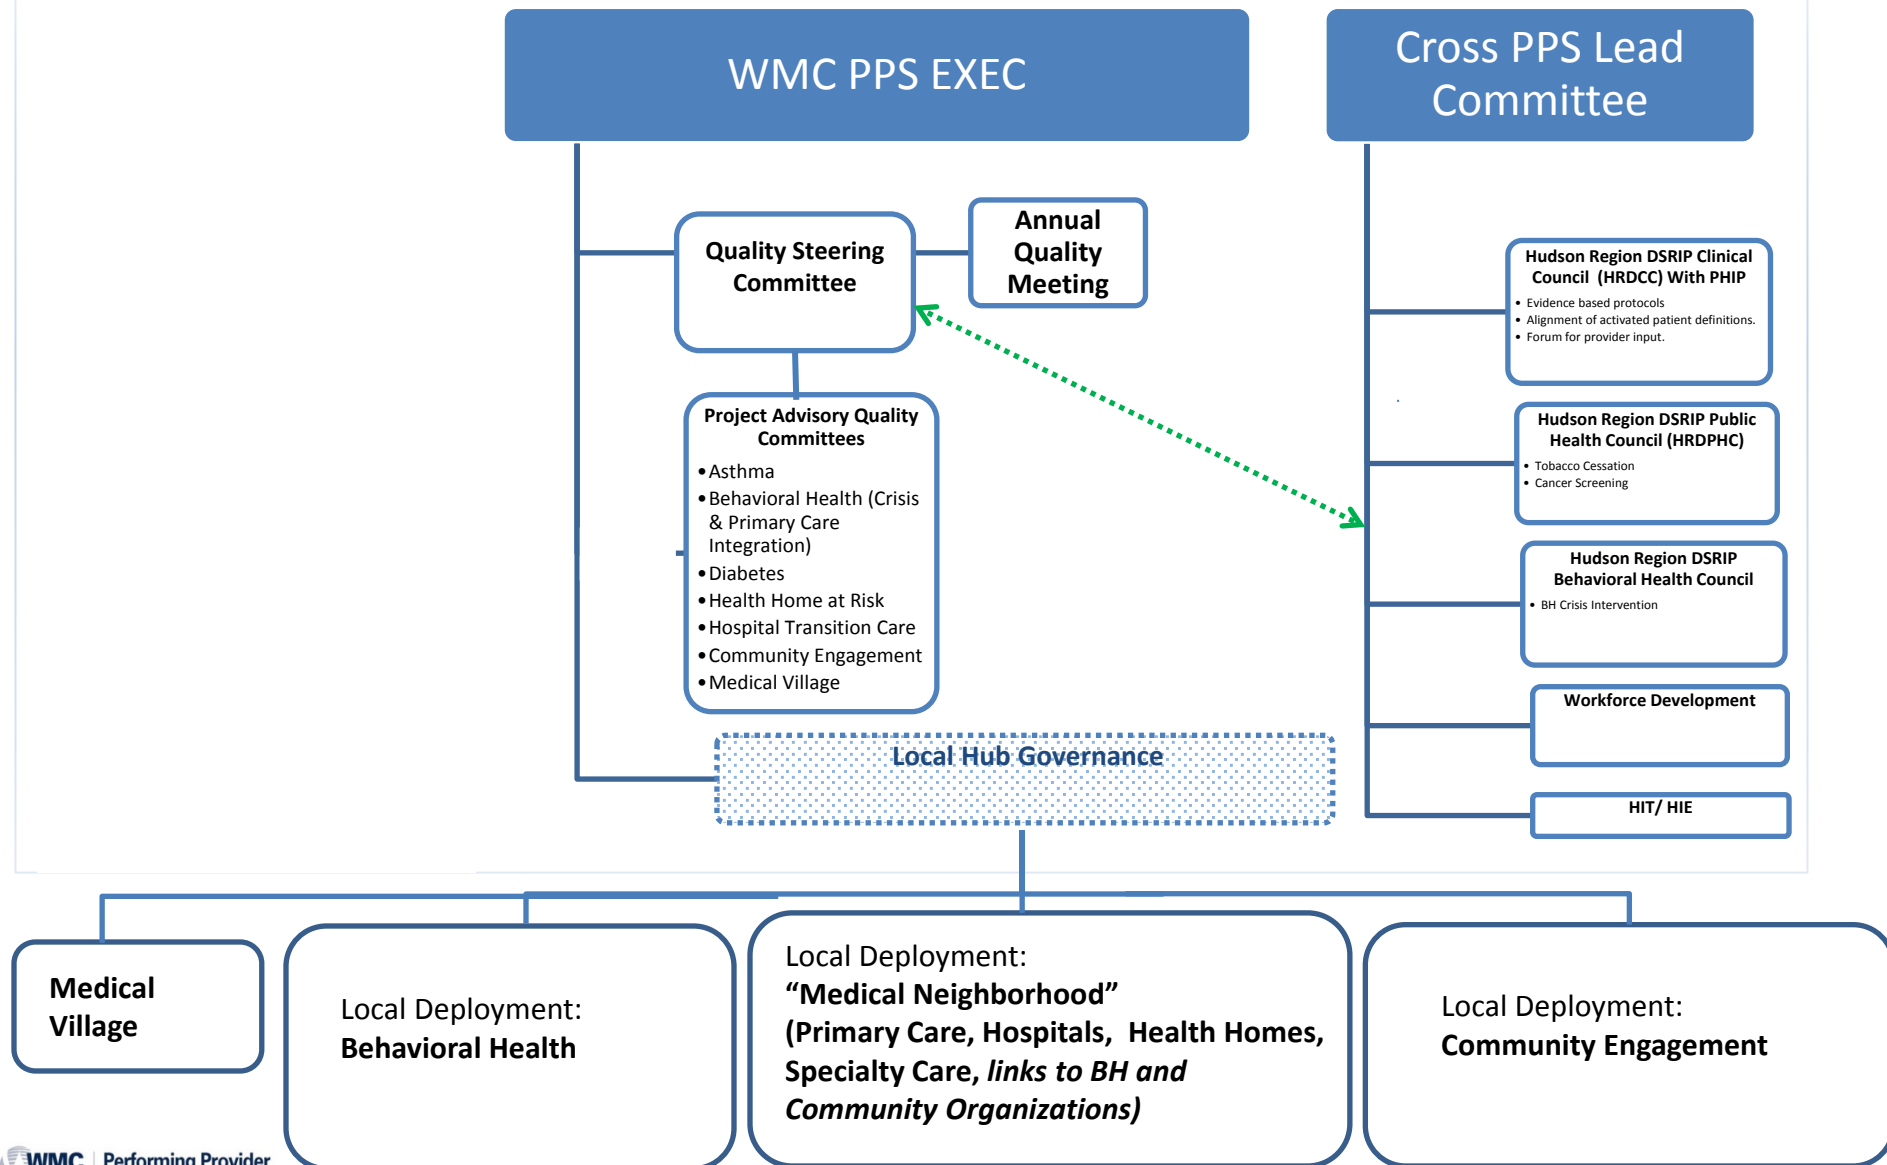 WMC PPS EXEC
Cross PPS Lead
Committee
Quality Steering
Committee
Annual
Quality
Meeting
Project Advisory Quality
Committees
• Asthma
• Behavioral Health (Crisis
& Primary Care
Integration)
• Diabetes
• Health Home at Risk
• Hospital Transition Care
• Community Engagement
• Medical Village
Local Hub Governance
Hudson Region DSRIP Clinical
Council (HRDCC) With PHIP
• Evidence based protocols
• Alignment of activated patient definitions.
• Forum for provider input.
Hudson Region DSRIP Public
Health Council (HRDPHC)
• Tobacco Cessation
• Cancer Screening
Hudson Region DSRIP
Behavioral Health Council
• BH Crisis Intervention
Workforce Development
HIT/ HIE
Medical
Village
Local Deployment:
Behavioral Health
Local Deployment:
“Medical Neighborhood”
(Primary Care, Hospitals, Health Homes,
Specialty Care, links to BH and
Community Organizations)
Local Deployment:
Community Engagement
WMC | Performing Provider